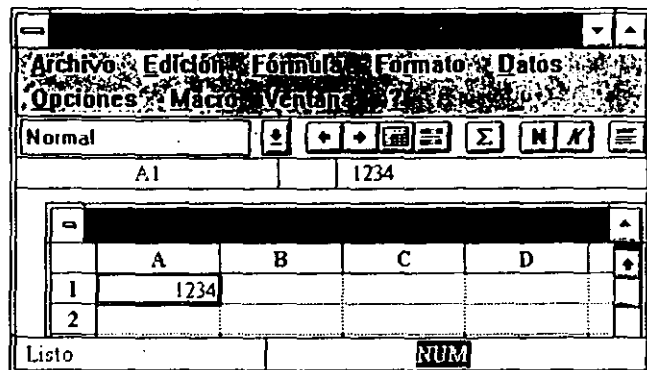 Archivo Edición Fórmula Formato Datos
Opciones Macro Ventana ?
Normal Σ N K
A1 1234
A B C D
1 1234
2
Listo NUM